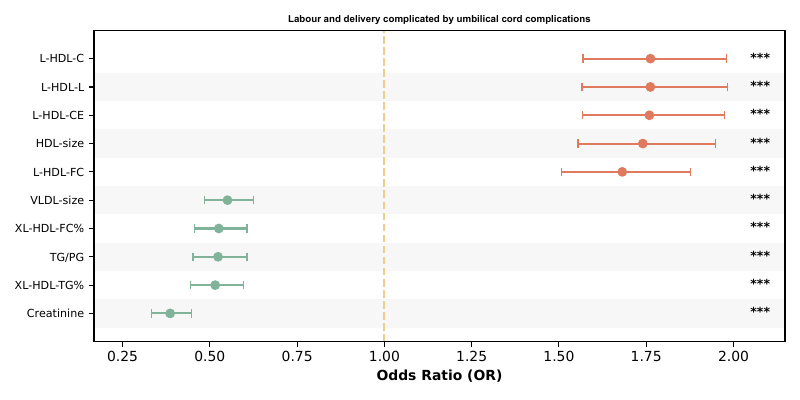 Labour and delivery complicated by umbilical cord complications
L-HDL-C ***
L-HDL-L ***
L-HDL-CE ***
HDL-size ***
L-HDL-FC ***
VLDL-size ***
XL-HDL-FC% ***
TG/PG ***
XL-HDL-TG% ***
Creatinine ***
0.25 0.50 0.75 1.00 1.25 1.50 1.75 2.00
Odds Ratio (OR)